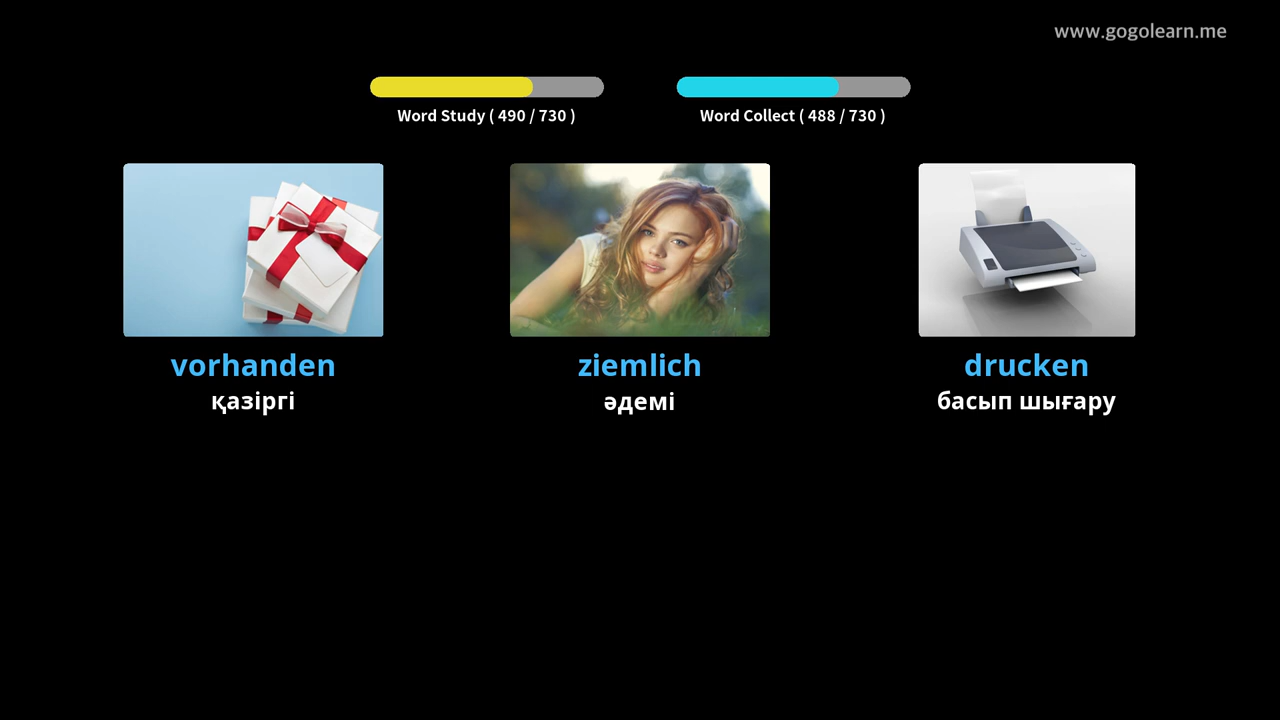 www.gogolearn.me
Word Study ( 490 / 730 )
Word Collect ( 488 / 730 )
vorhanden
ziemlich
drucken
қазіргі
әдемі
басып шығару